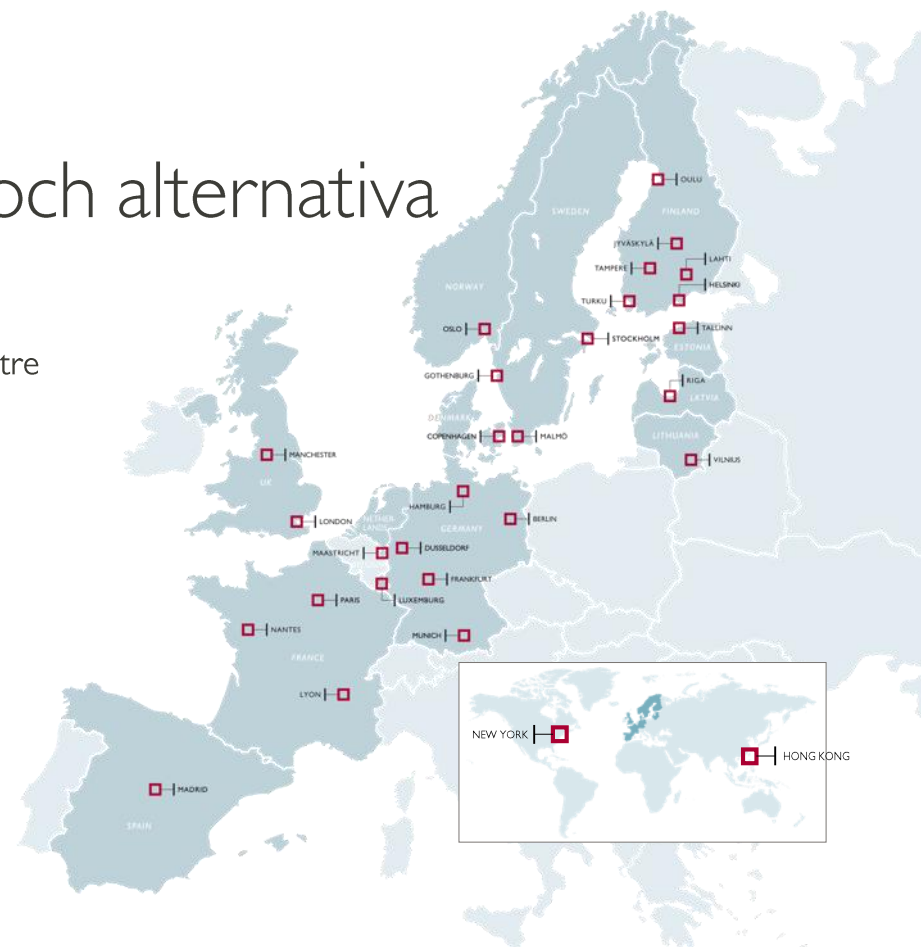 och alternativa
tre
OULU
SWEDEN
FINLAND
JYVÄSKYLÄ
LAHTI
TAMPERE
HELSINKI
NORWAY
TURKU
OSLO
TALLINN
STOCKHOLM
ESTONIA
GOTHENBURG
RIGA
LATVIA
DENMARK
COPENHAGEN
MALMÖ
LITHUANIA
MANCHESTER
VILNIUS
UK
HAMBURG
LONDON
NETHER
LANDS
BERLIN
GERMANY
MAASTRICHT
DUSSELDORF
FRANKFURT
PARIS
LUXEMBURG
NANTES
MUNICH
FRANCE
LYON
NEW YORK
HONG KONG
MADRID
SPAIN